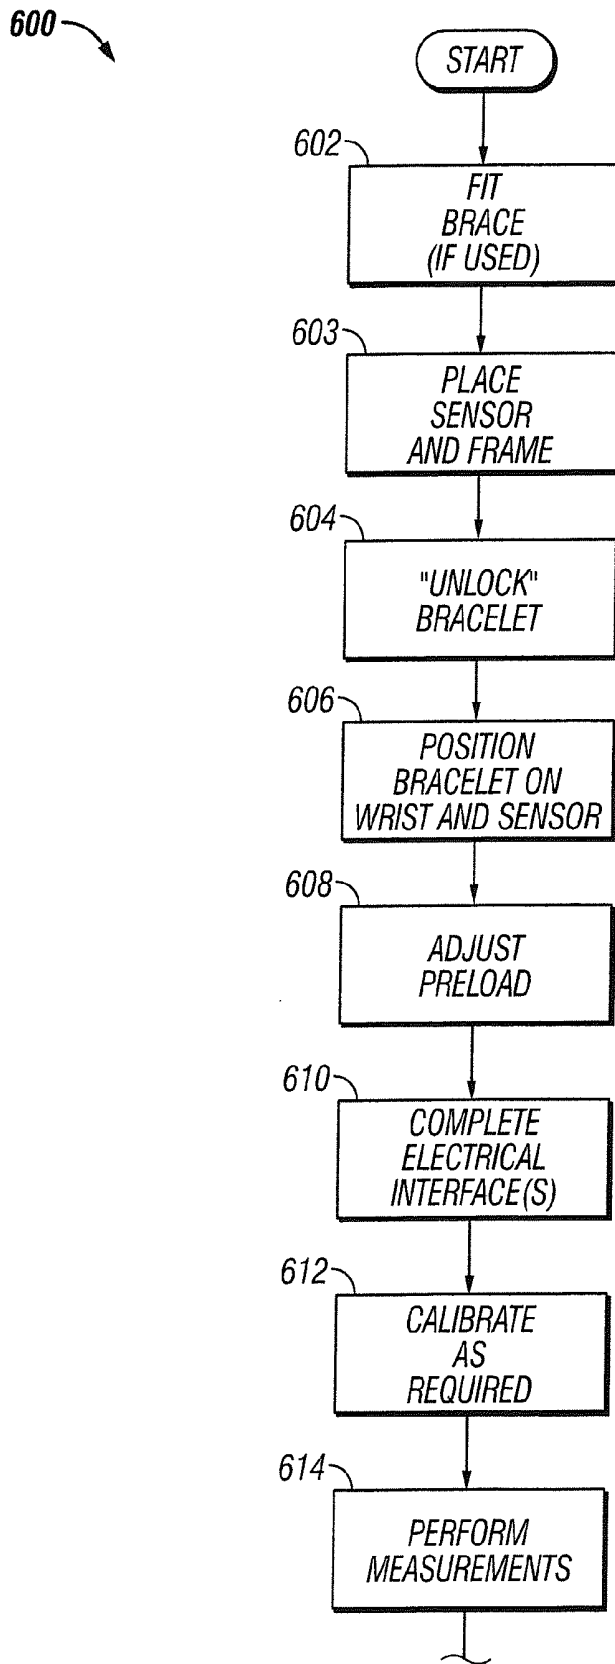 600
START
602
FIT
BRACE
(IF USED)
603
PLACE
SENSOR
AND FRAME
604
"UNLOCK"
BRACELET
606
POSITION
BRACELET ON
WRIST AND SENSOR
608
ADJUST
PRELOAD
610
COMPLETE
ELECTRICAL
INTERFACE(S)
612
CALIBRATE
AS
REQUIRED
614
PERFORM
MEASUREMENTS